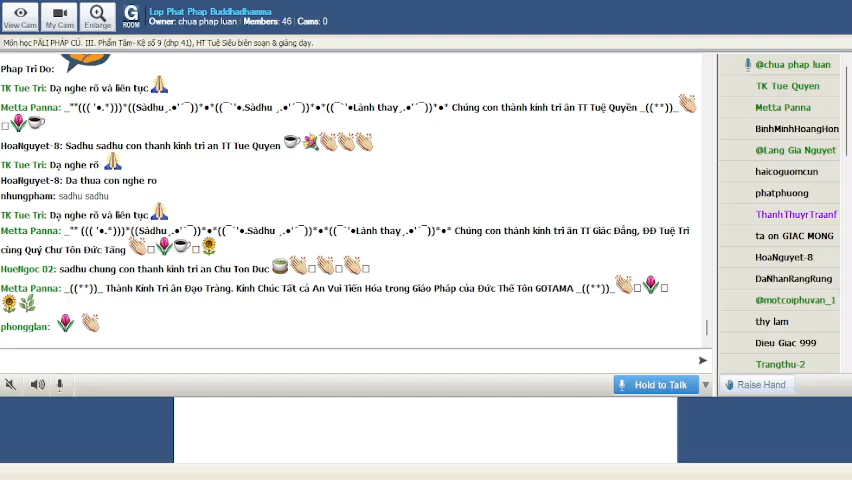 Lop Phat Phap Buddhadhamma
Owner: chua phap luan | Members: 46 | Cams: 0
View Cam
My Cam
Enlarge
G
ROOM
Môn học PĀLI PHÁP CÚ. III. Phẩm Tâm-Kệ số 9 (dhp 41), HT Tuệ Siêu biên soạn & giảng dạy.
Phap Tri Do:
TK Tue Tri: Dạ nghe rõ và liên tục
Metta Panna: _""((( '•.*)))*((Sàdhu¸.•'´¯))*•*((¯`'•.Sâdhu ,.•'´¯))*•*((¯`'•Lành thay,.•'´¯))*•* Chúng con thành kính tri ân TT Tuệ Quyền _((**))_
HoaNguyet-8: Sadhu sadhu con thanh kinh tri an TT Tue Quyen
TK Tue Tri: Dạ nghe rõ
HoaNguyet-8: Da thua con nghe ro
nhungpham: sadhu sadhu
TK Tue Tri: Dạ nghe rõ và liên tục
Metta Panna: _"" ((( '•.*)))*((Sàdhu¸.•'´¯))*•*((¯`'•.Sâdhu ,.•'´¯))*•*((¯`'•Lành thay,.•'´¯))*•* Chúng con thành kính tri ân TT Giác Đẳng, ĐĐ Tuệ Tri
cùng Quý Chư Tôn Đức Tăng
HueNgoc 02: sadhu chung con thanh kinh tri an Chu Ton Duc
Metta Panna: _((**))_ Thành Kính Tri ân Đạo Tràng. Kính Chúc Tất cả An Vui Tiến Hóa trong Giáo Pháp của Đức Thế Tôn GOTAMA _((**))_
phongglan:
@chua phap luan
TK Tue Quyen
Metta Panna
BinhMinhHoangHon
@Lang Gia Nguyet
haicoguomcun
phatphuong
ThanhThuyrTraanf
ta on GIAC MONG
HoaNguyet-8
DaNhanRangRung
@motcoiphuvan_1
thy lam
Dieu Giac 999
Trangthu-2
Hold to Talk
Raise Hand